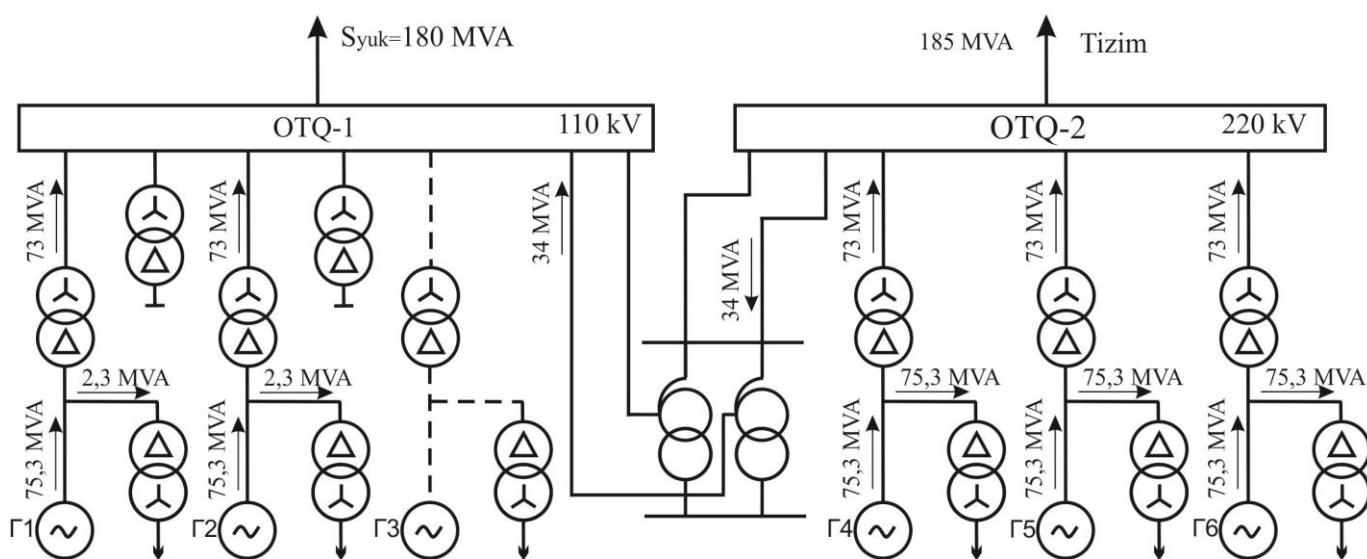 Syuk=180 MVA
185 MVA
Tizim
OTQ-1
110 kV
OTQ-2
220 kV
73 MVA
73 MVA
34 MVA
34 MVA
73 MVA
73 MVA
73 MVA
2,3 MVA
2,3 MVA
75,3 MVA
75,3 MVA
75,3 MVA
75,3 MVA
75,3 MVA
75,3 MVA
75,3 MVA
75,3 MVA
Г1
Г2
Г3
Г4
Г5
Г6